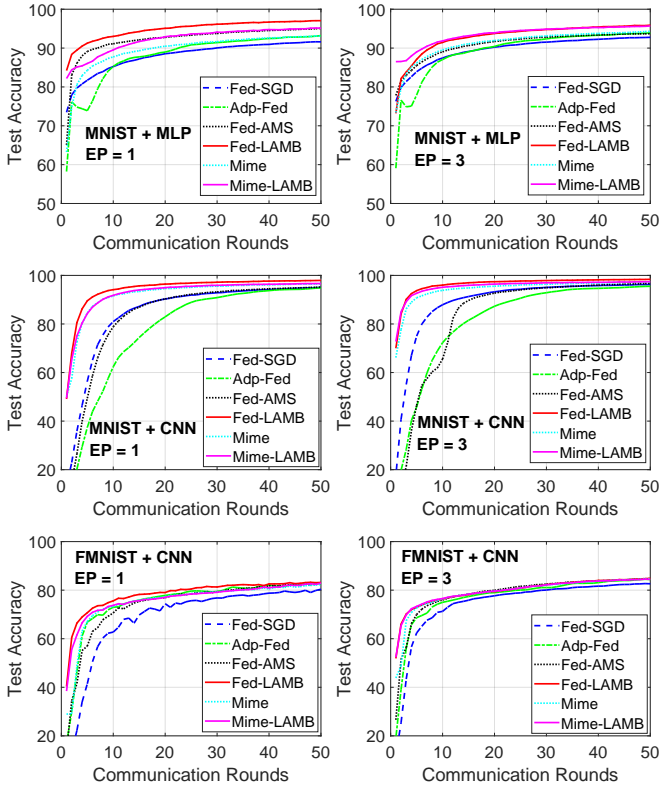 100
90
80
70
60
50
0
10
20
30
40
50
Test Accuracy
Communication Rounds
MNIST + MLP
EP = 1
Fed-SGD
Adp-Fed
Fed-AMS
Fed-LAMB
Mime
Mime-LAMB
100
90
80
70
60
50
0
10
20
30
40
50
Test Accuracy
Communication Rounds
MNIST + MLP
EP = 3
Fed-SGD
Adp-Fed
Fed-AMS
Fed-LAMB
Mime
Mime-LAMB
100
80
60
40
20
0
10
20
30
40
50
Test Accuracy
Communication Rounds
MNIST + CNN
EP = 1
Fed-SGD
Adp-Fed
Fed-AMS
Fed-LAMB
Mime
Mime-LAMB
100
80
60
40
20
0
10
20
30
40
50
Test Accuracy
Communication Rounds
MNIST + CNN
EP = 3
Fed-SGD
Adp-Fed
Fed-AMS
Fed-LAMB
Mime
Mime-LAMB
100
80
60
40
20
0
10
20
30
40
50
Test Accuracy
Communication Rounds
FMNIST + CNN
EP = 1
Fed-SGD
Adp-Fed
Fed-AMS
Fed-LAMB
Mime
Mime-LAMB
100
80
60
40
20
0
10
20
30
40
50
Test Accuracy
Communication Rounds
FMNIST + CNN
EP = 3
Fed-SGD
Adp-Fed
Fed-AMS
Fed-LAMB
Mime
Mime-LAMB